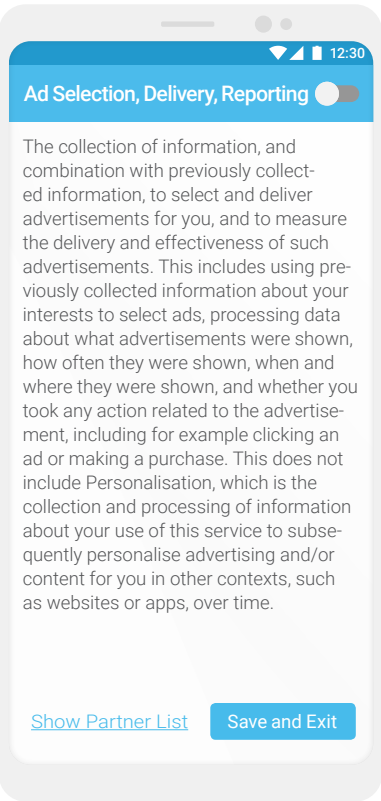 12:30
Ad Selection, Delivery, Reporting
The collection of information, and
combination with previously collect-
ed information, to select and deliver
advertisements for you, and to measure
the delivery and effectiveness of such
advertisements. This includes using pre-
viously collected information about your
interests to select ads, processing data
about what advertisements were shown,
how often they were shown, when and
where they were shown, and whether you
took any action related to the advertise-
ment, including for example clicking an
ad or making a purchase. This does not
include Personalisation, which is the
collection and processing of information
about your use of this service to subse-
quently personalise advertising and/or
content for you in other contexts, such
as websites or apps, over time.
Show Partner List Save and Exit